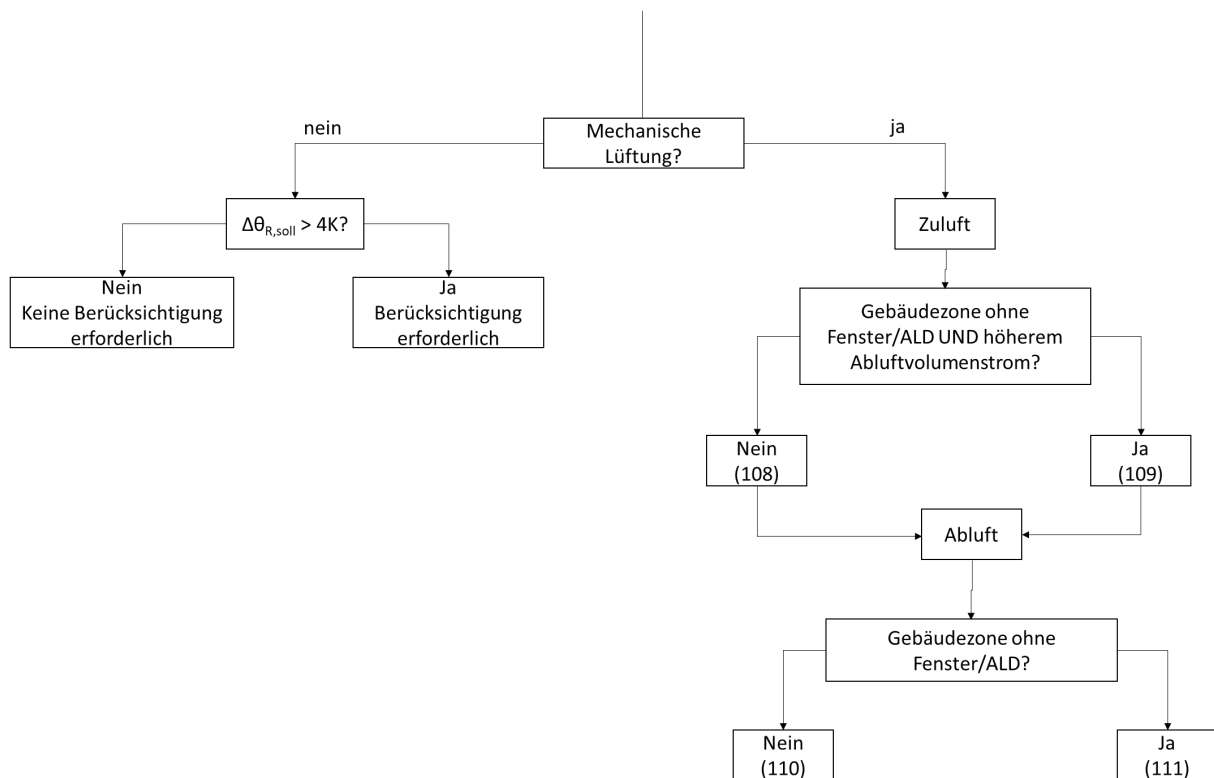 nein
Mechanische
Lüftung?
ja
ΔθR,soll > 4K?
Zuluft
Nein
Keine Berücksichtigung
erforderlich
Ja
Berücksichtigung
erforderlich
Gebäudezone ohne
Fenster/ALD UND höherem
Abluftvolumenstrom?
Nein
(108)
Ja
(109)
Abluft
Gebäudezone ohne
Fenster/ALD?
Nein
(110)
Ja
(111)